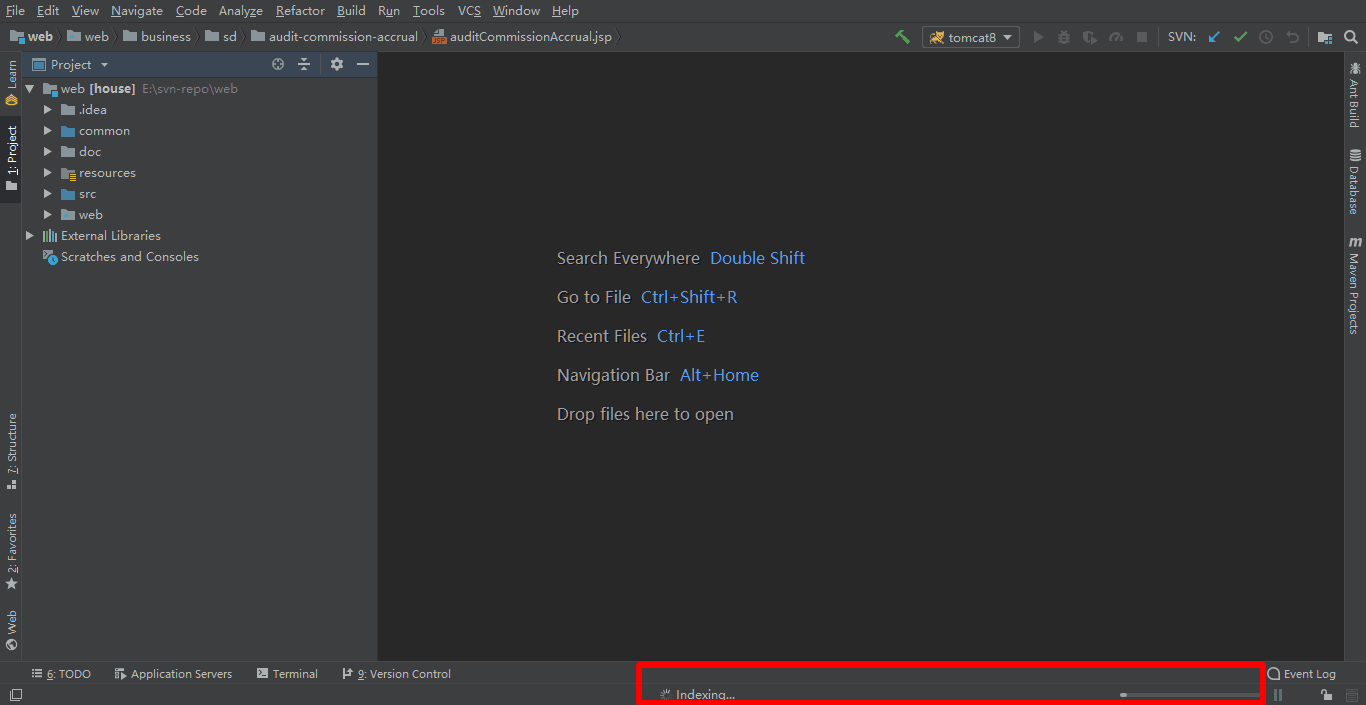 File Edit View Navigate Code Analyze Refactor Build Run Tools VCS Window Help
web web business sd audit-commission-accrual auditCommissionAccrual.jsp tomcat8 SVN:
Project
web [house] E:\svn-repo\web
.idea
common
doc
resources
src
web
External Libraries
Scratches and Consoles
Learn
1: Project
7: Structure
2: Favorites
Web
Search Everywhere Double Shift
Go to File Ctrl+Shift+R
Recent Files Ctrl+E
Navigation Bar Alt+Home
Drop files here to open
Ant Build
Database
Maven Projects
6: TODO Application Servers Terminal 9: Version Control Event Log
Indexing...